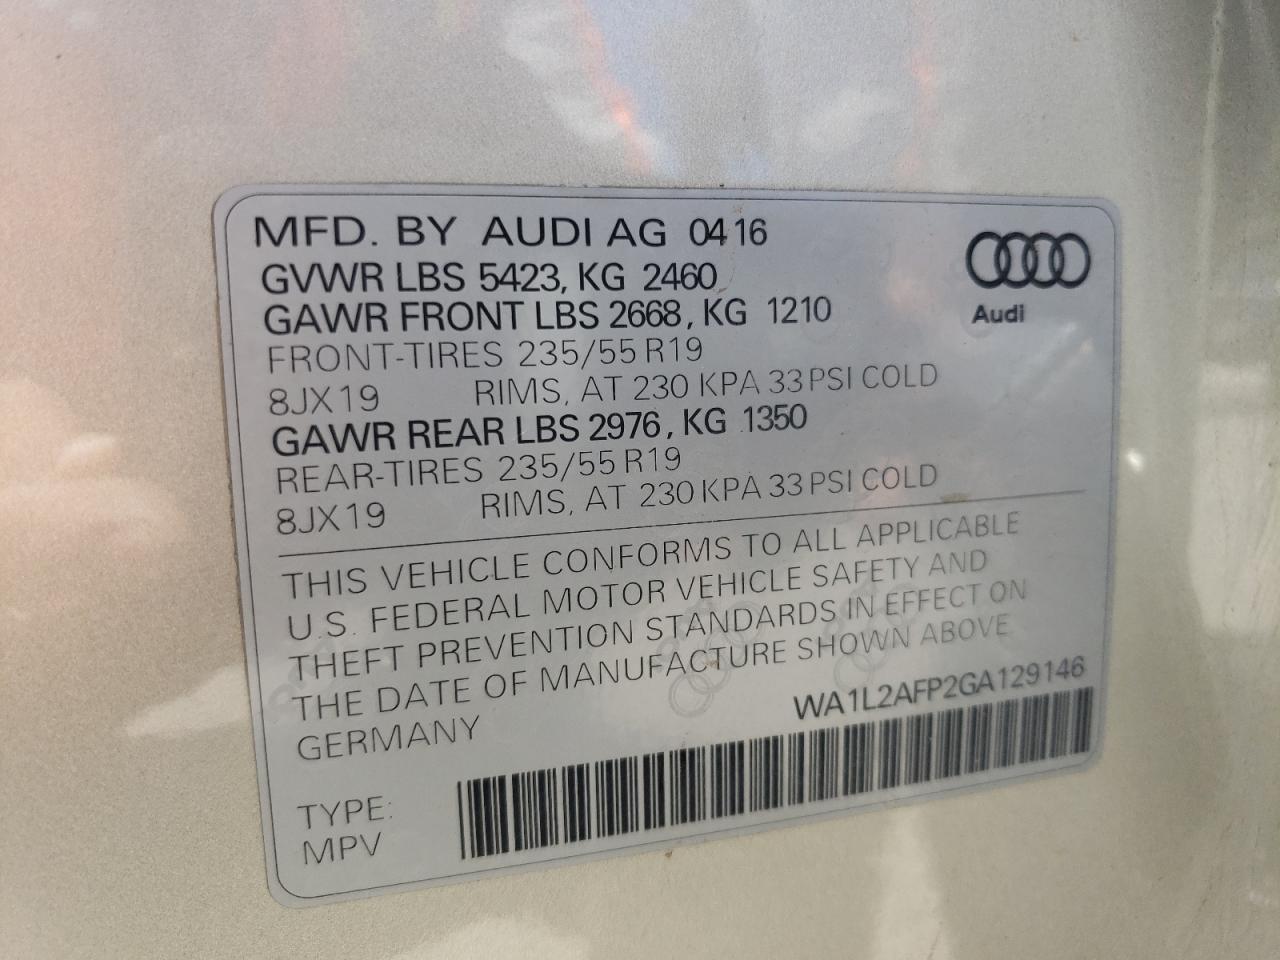 MFD. BY AUDI AG 0416
GVWR LBS 5423, KG 2460
GAWR FRONT LBS 2668, KG 1210
Audi
FRONT-TIRES 235/55 R19
8JX19 RIMS, AT 230 KPA 33 PSI COLD
GAWR REAR LBS 2976, KG 1350
REAR-TIRES 235/55 R19
8JX19 RIMS, AT 230 KPA 33 PSI COLD
THIS VEHICLE CONFORMS TO ALL APPLICABLE
U.S. FEDERAL MOTOR VEHICLE SAFETY AND
THEFT PREVENTION STANDARDS IN EFFECT ON
THE DATE OF MANUFACTURE SHOWN ABOVE
GERMANY
WA1L2AFP2GA129146
TYPE:
MPV